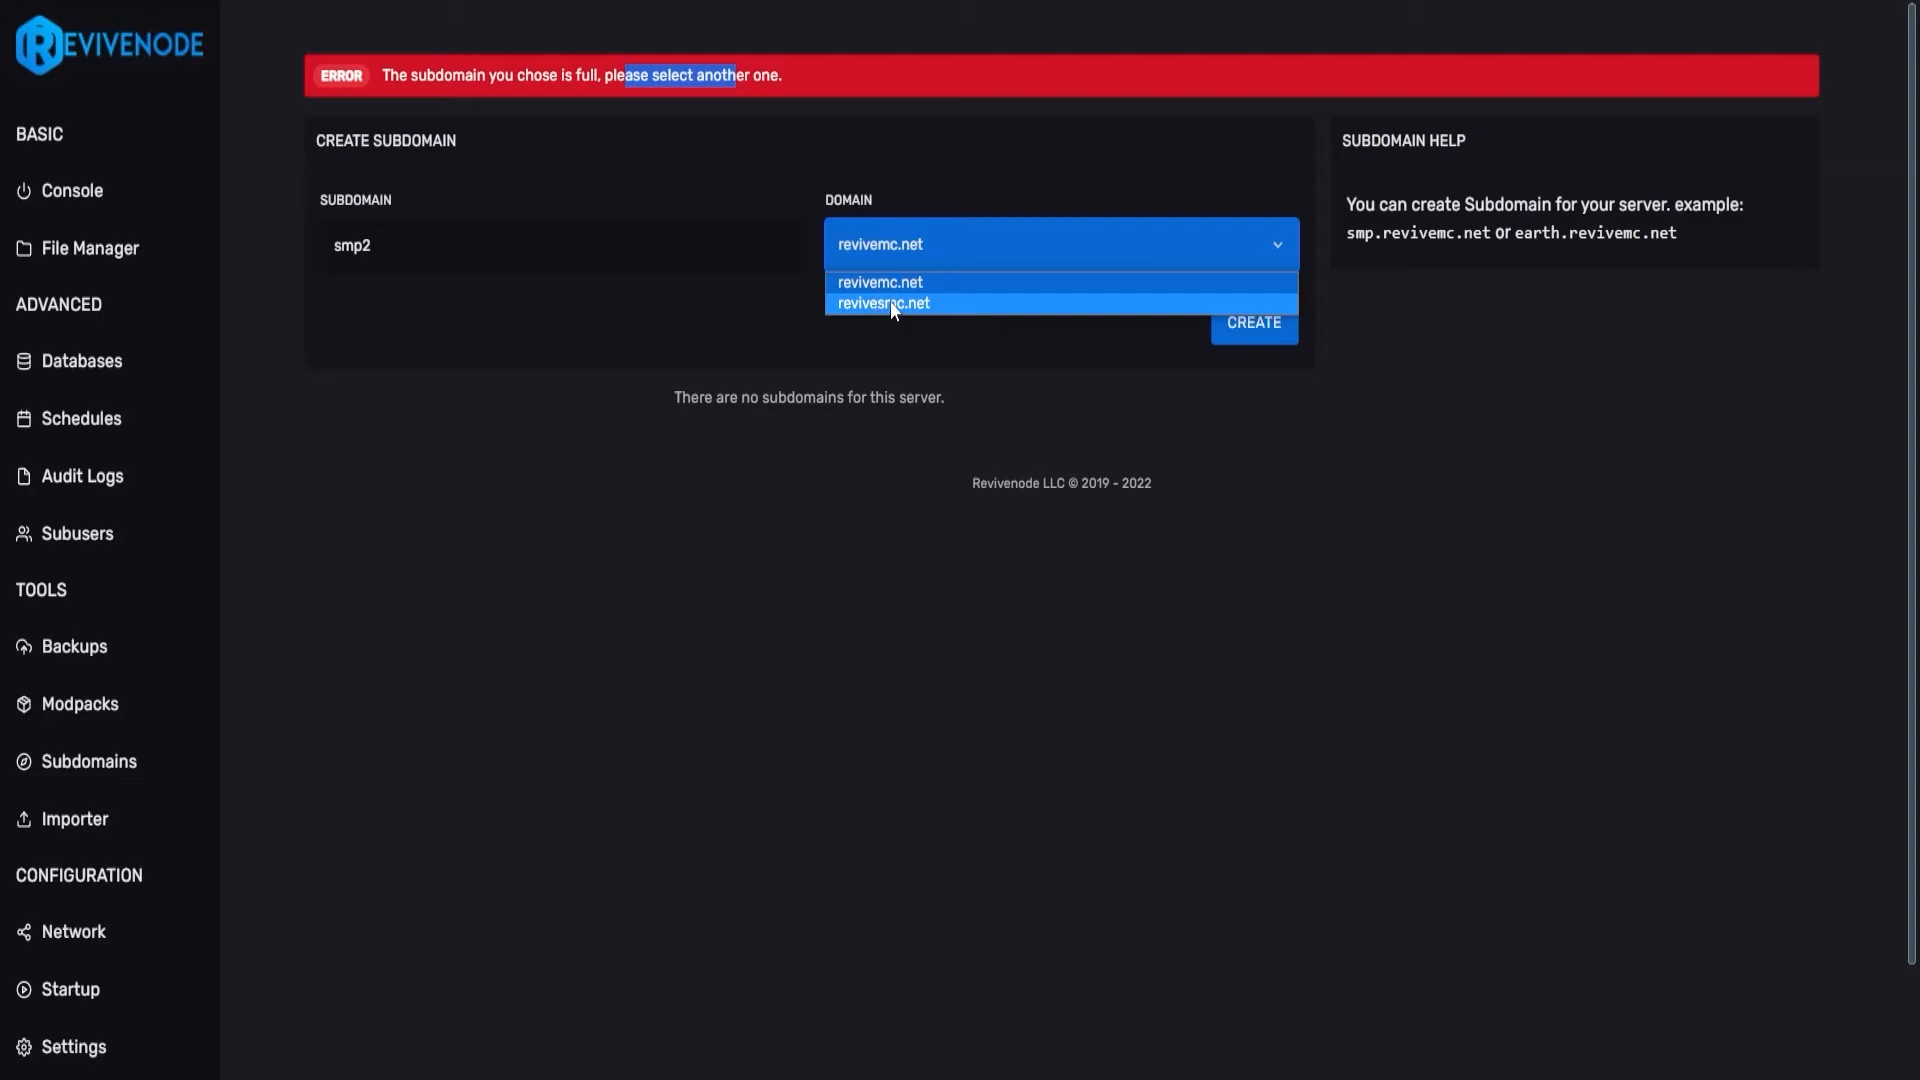 REVIVENODE
BASIC
Console
File Manager
ADVANCED
Databases
Schedules
Audit Logs
Subusers
TOOLS
Backups
Modpacks
Subdomains
Importer
CONFIGURATION
Network
Startup
Settings
ERROR The subdomain you chose is full, please select another one.
CREATE SUBDOMAIN
SUBDOMAIN
smp2
DOMAIN
revivemc.net
revivemc.net
revivesmc.net
CREATE
There are no subdomains for this server.
SUBDOMAIN HELP
You can create Subdomain for your server. example:
smp.revivemc.net or earth.revivemc.net
Revivenode LLC © 2019 - 2022